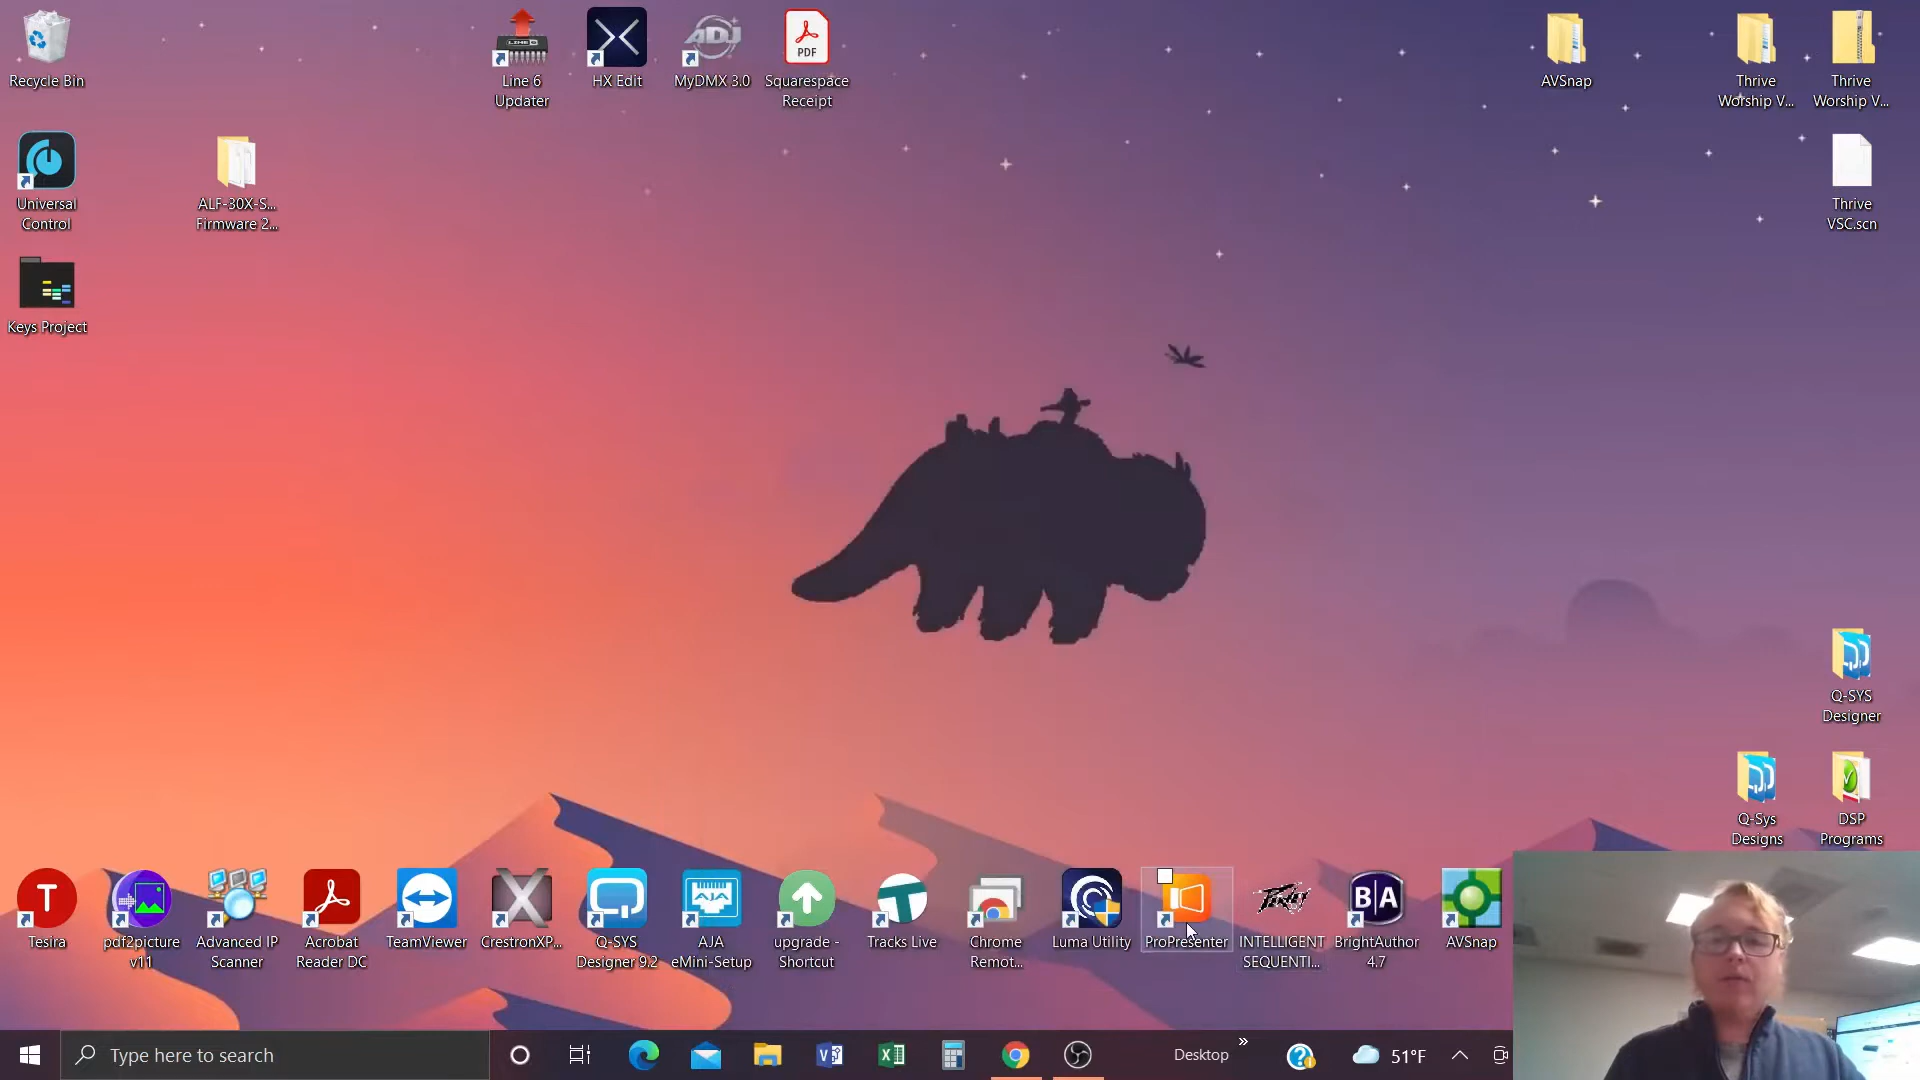 Recycle Bin
Line 6
Updater
HX Edit
ADJ
MyDMX 3.0
PDF
Squarespace
Receipt
AVSnap
Thrive
Worship V...
Thrive
Worship V...
Universal
Control
ALF-30X-S...
Firmware 2...
Thrive
VSC.scn
Keys Project
Q-SYS
Designer
Q-Sys
Designs
DSP
Programs
T
Tesira
pdf2picture
v11
Advanced IP
Scanner
Acrobat
Reader DC
TeamViewer
CrestronXP...
Q-SYS
Designer 9.2
AJA
AJA
eMini-Setup
upgrade -
Shortcut
Tracks Live
Chrome
Remot...
Luma Utility
ProPresenter
INTELLIGENT
SEQUENTI...
B|A
BrightAuthor
4.7
AVSnap
Type here to search
Desktop
51°F